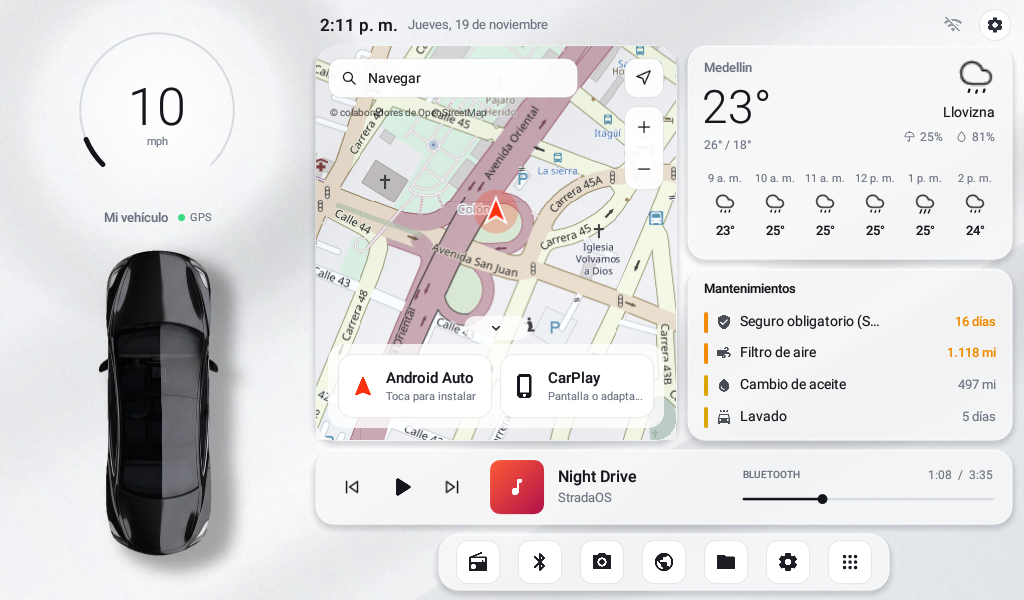 2:11 p. m. Jueves, 19 de noviembre
10
mph
Mi vehículo GPS
Navegar
© colaboradores de OpenStreetMap
Pájaro
Herido
Calle 45
Carrera 46
Avenida Oriental
Itagüí
La sierra.
Carrera 45A
Carrera 45
Colón
Calle 44
Avenida San Juan
Iglesia
Volvamos
a Dios
Calle 43
Carrera 48
Oriental
Carrera 43B
Android Auto
Toca para instalar
CarPlay
Pantalla o adapta...
Medellin
23°
26° / 18°
Llovizna
25% 81%
9 a. m. 10 a. m. 11 a. m. 12 p. m. 1 p. m. 2 p. m.
23° 25° 25° 25° 25° 24°
Mantenimientos
Seguro obligatorio (S... 16 días
Filtro de aire 1.118 mi
Cambio de aceite 497 mi
Lavado 5 días
Night Drive
StradaOS
BLUETOOTH 1:08 / 3:35